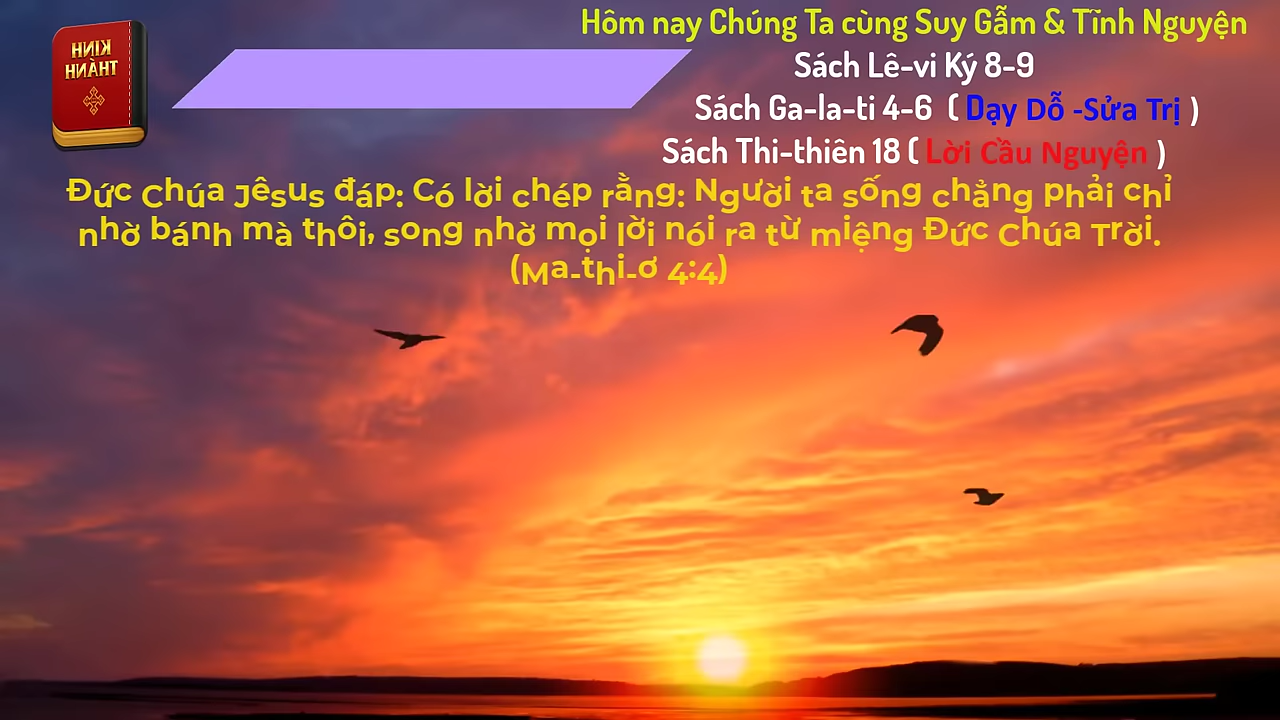 KINH
THÀNH
Hôm nay Chúng Ta cùng Suy Gẫm & Tĩnh Nguyện
Sách Lê-vi Ký 8-9
Sách Ga-la-ti 4-6 ( Dạy Dỗ -Sửa Trị )
Sách Thi-thiên 18 ( Lời Cầu Nguyện )
Đức Chúa Jêsus đáp: Có lời chép rằng: Người ta sống chẳng phải chỉ
nhờ bánh mà thôi, song nhờ mọi lời nói ra từ miệng Đức Chúa Trời.
(Ma-thi-ơ 4:4)